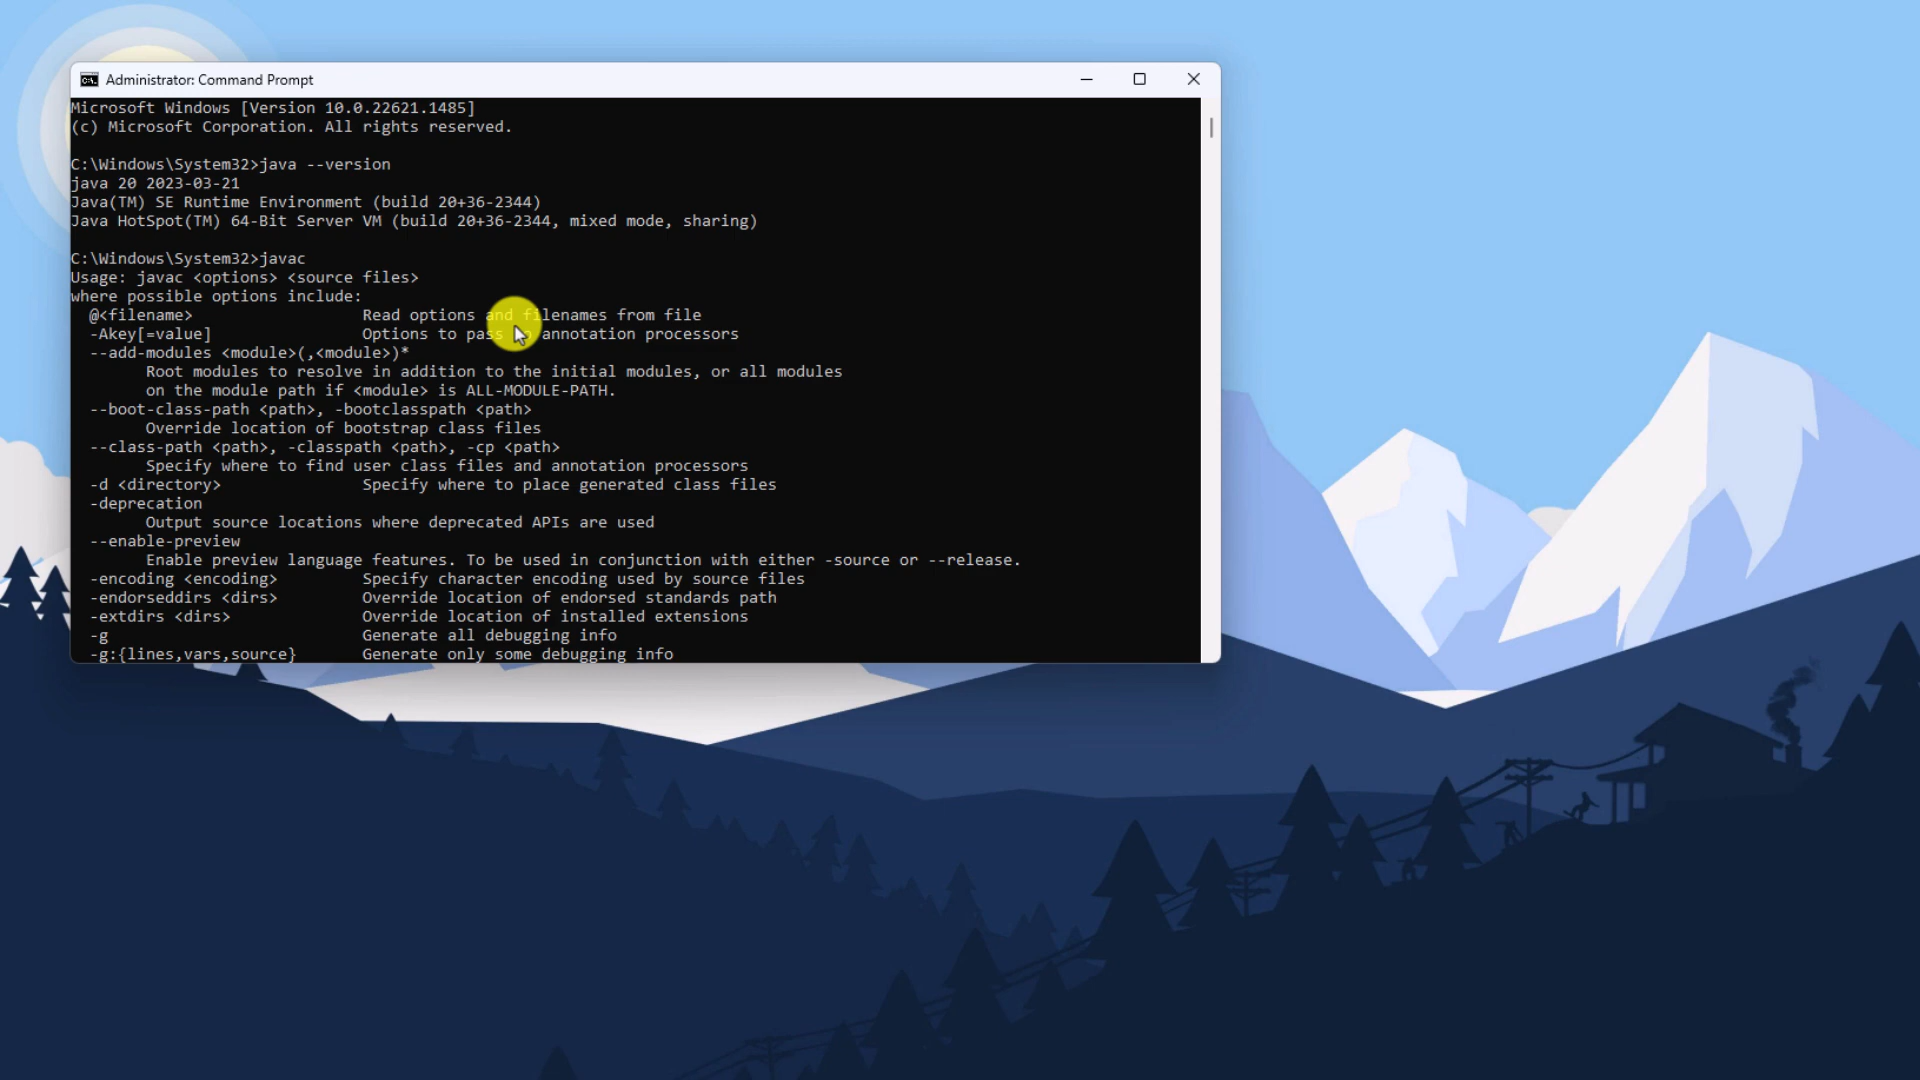 Administrator: Command Prompt
Microsoft Windows [Version 10.0.22621.1485]
(c) Microsoft Corporation. All rights reserved.
C:\Windows\System32>java --version
java 20 2023-03-21
Java(TM) SE Runtime Environment (build 20+36-2344)
Java HotSpot(TM) 64-Bit Server VM (build 20+36-2344, mixed mode, sharing)
C:\Windows\System32>javac
Usage: javac <options> <source files>
where possible options include:
  @<filename>                  Read options and filenames from file
  -Akey[=value]                Options to pass to annotation processors
  --add-modules <module>(,<module>)*
        Root modules to resolve in addition to the initial modules, or all modules
        on the module path if <module> is ALL-MODULE-PATH.
  --boot-class-path <path>, -bootclasspath <path>
        Override location of bootstrap class files
  --class-path <path>, -classpath <path>, -cp <path>
        Specify where to find user class files and annotation processors
  -d <directory>               Specify where to place generated class files
  -deprecation
        Output source locations where deprecated APIs are used
  --enable-preview
        Enable preview language features. To be used in conjunction with either -source or --release.
  -encoding <encoding>         Specify character encoding used by source files
  -endorseddirs <dirs>         Override location of endorsed standards path
  -extdirs <dirs>              Override location of installed extensions
  -g                           Generate all debugging info
  -g:{lines,vars,source}       Generate only some debugging info